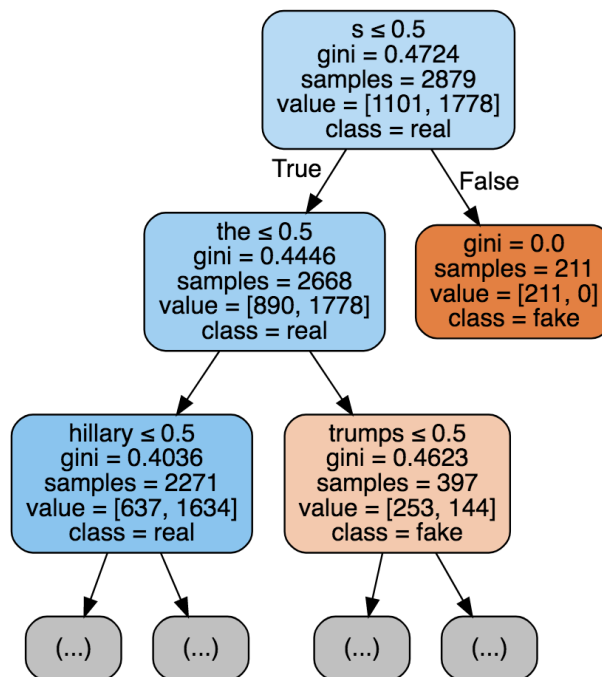 s ≤ 0.5
gini = 0.4724
samples = 2879
value = [1101, 1778]
class = real
True
False
the ≤ 0.5
gini = 0.4446
samples = 2668
value = [890, 1778]
class = real
gini = 0.0
samples = 211
value = [211, 0]
class = fake
hillary ≤ 0.5
gini = 0.4036
samples = 2271
value = [637, 1634]
class = real
trumps ≤ 0.5
gini = 0.4623
samples = 397
value = [253, 144]
class = fake
(...)
(...)
(...)
(...)